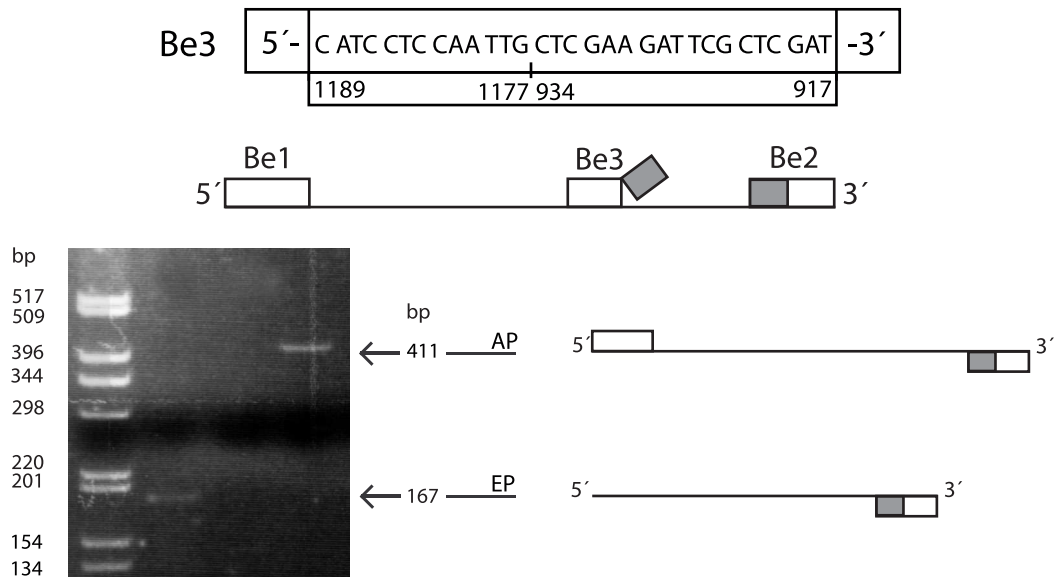 Be3 5´- C ATC CTC CAA TTG CTC GAA GAT TCG CTC GAT -3´
1189 1177 934 917
Be1 Be3 Be2
5´ 3´
bp
517
509
bp
396
411 AP 5´ 3´
344
298
220
201
167 EP 5´ 3´
154
134